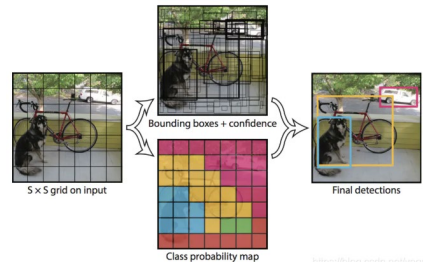 Bounding boxes + confidence
S × S grid on input
Final detections
Class probability map